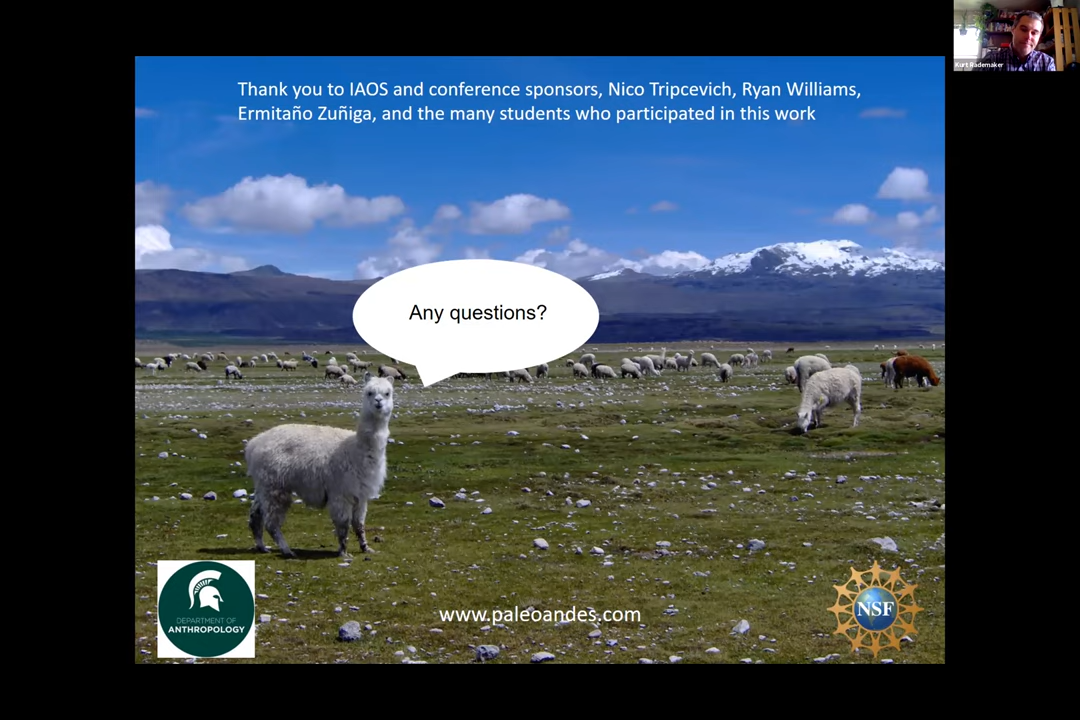 Kurt Rademaker
Thank you to IAOS and conference sponsors, Nico Tripcevich, Ryan Williams,
Ermitaño Zuñiga, and the many students who participated in this work
Any questions?
DEPARTMENT OF
ANTHROPOLOGY
www.paleoandes.com
NSF